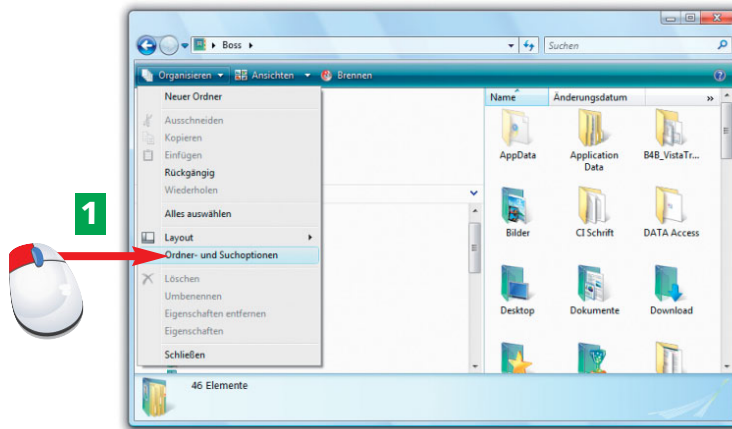 Boss
Suchen
Organisieren
Ansichten
Brennen
Neuer Ordner
Ausschneiden
Kopieren
Einfügen
Rückgängig
Wiederholen
Alles auswählen
Layout
Ordner- und Suchoptionen
Löschen
Umbenennen
Eigenschaften entfernen
Eigenschaften
Schließen
1
Name Änderungsdatum »
AppData
Application
Data
B4B_VistaTr...
Bilder
CI Schrift
DATA Access
Desktop
Dokumente
Download
46 Elemente